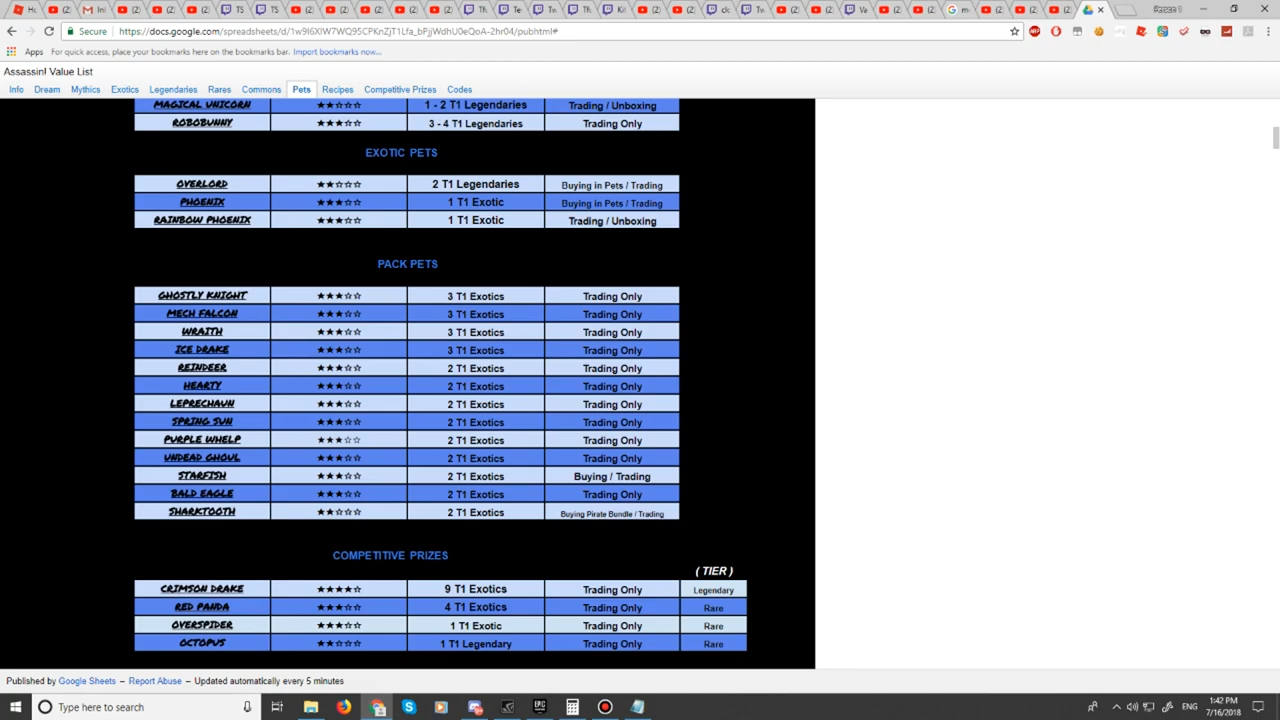 Secure https://docs.google.com/spreadsheets/d/1w9I6XIW7WQ95CPKnZjT1Lfa_bPjjWdhU0eQoA-2hr04/pubhtml#
Apps For quick access, place your bookmarks here on the bookmarks bar. Import bookmarks now...
Assassin! Value List
Info Dream Mythics Exotics Legendaries Rares Commons Pets Recipes Competitive Prizes Codes
MAGICAL UNICORN ★★☆☆☆ 1 - 2 T1 Legendaries Trading / Unboxing
ROBOBUNNY ★★★☆☆ 3 - 4 T1 Legendaries Trading Only
EXOTIC PETS
OVERLORD ★★☆☆☆ 2 T1 Legendaries Buying in Pets / Trading
PHOENIX ★★☆☆☆ 1 T1 Exotic Buying in Pets / Trading
RAINBOW PHOENIX ★★★☆☆ 1 T1 Exotic Trading / Unboxing
PACK PETS
GHOSTLY KNIGHT ★★★☆☆ 3 T1 Exotics Trading Only
MECH FALCON ★★★☆☆ 3 T1 Exotics Trading Only
WRAITH ★★★☆☆ 3 T1 Exotics Trading Only
ICE DRAKE ★★★☆☆ 3 T1 Exotics Trading Only
REINDEER ★★★☆☆ 2 T1 Exotics Trading Only
HEARTY ★★★☆☆ 2 T1 Exotics Trading Only
LEPRECHAUN ★★★☆☆ 2 T1 Exotics Trading Only
SPRING SUN ★★★☆☆ 2 T1 Exotics Trading Only
PURPLE WHELP ★★★☆☆ 2 T1 Exotics Trading Only
UNDEAD GHOUL ★★★☆☆ 2 T1 Exotics Trading Only
STARFISH ★★★☆☆ 2 T1 Exotics Buying / Trading
BALD EAGLE ★★★☆☆ 2 T1 Exotics Trading Only
SHARKTOOTH ★★☆☆☆ 2 T1 Exotics Buying Pirate Bundle / Trading
COMPETITIVE PRIZES
( TIER )
CRIMSON DRAKE ★★★★☆ 9 T1 Exotics Trading Only Legendary
RED PANDA ★★★☆☆ 4 T1 Exotics Trading Only Rare
OVERSPIDER ★★★☆☆ 1 T1 Exotic Trading Only Rare
OCTOPUS ★★☆☆☆ 1 T1 Legendary Trading Only Rare
Published by Google Sheets – Report Abuse – Updated automatically every 5 minutes
Type here to search
ENG
1:42 PM
7/16/2018